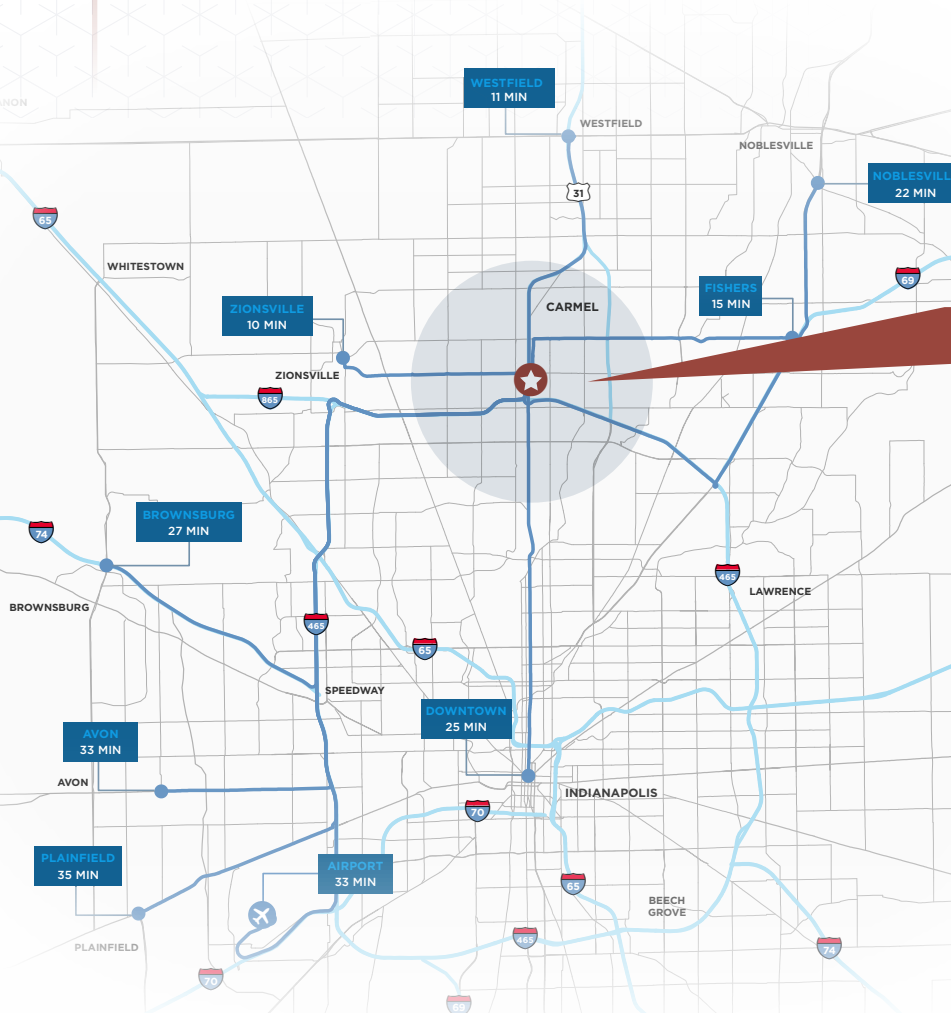 WESTFIELD
11 MIN
WESTFIELD
NOBLESVILLE
NOBLESVILL
22 MIN
31
65
WHITESTOWN
69
FISHERS
15 MIN
ZIONSVILLE
10 MIN
CARMEL
ZIONSVILLE
865
BROWNSBURG
27 MIN
74
465
LAWRENCE
BROWNSBURG
465
65
SPEEDWAY
DOWNTOWN
25 MIN
AVON
33 MIN
AVON
INDIANAPOLIS
70
PLAINFIELD
35 MIN
AIRPORT
33 MIN
65
BEECH
GROVE
465
PLAINFIELD
74
70
69